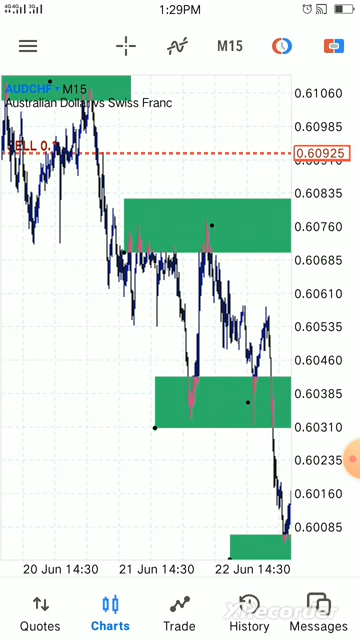 4G4G 3G 1:29PM
M15
AUDCHF M15
Australian Dollar vs Swiss Franc
SELL 0.1
0.61060
0.60985
0.60925
0.60835
0.60760
0.60685
0.60610
0.60535
0.60460
0.60385
0.60310
0.60235
0.60160
0.60085
20 Jun 14:30 21 Jun 14:30 22 Jun 14:30
Quotes Charts Trade History Messages
XRecorder